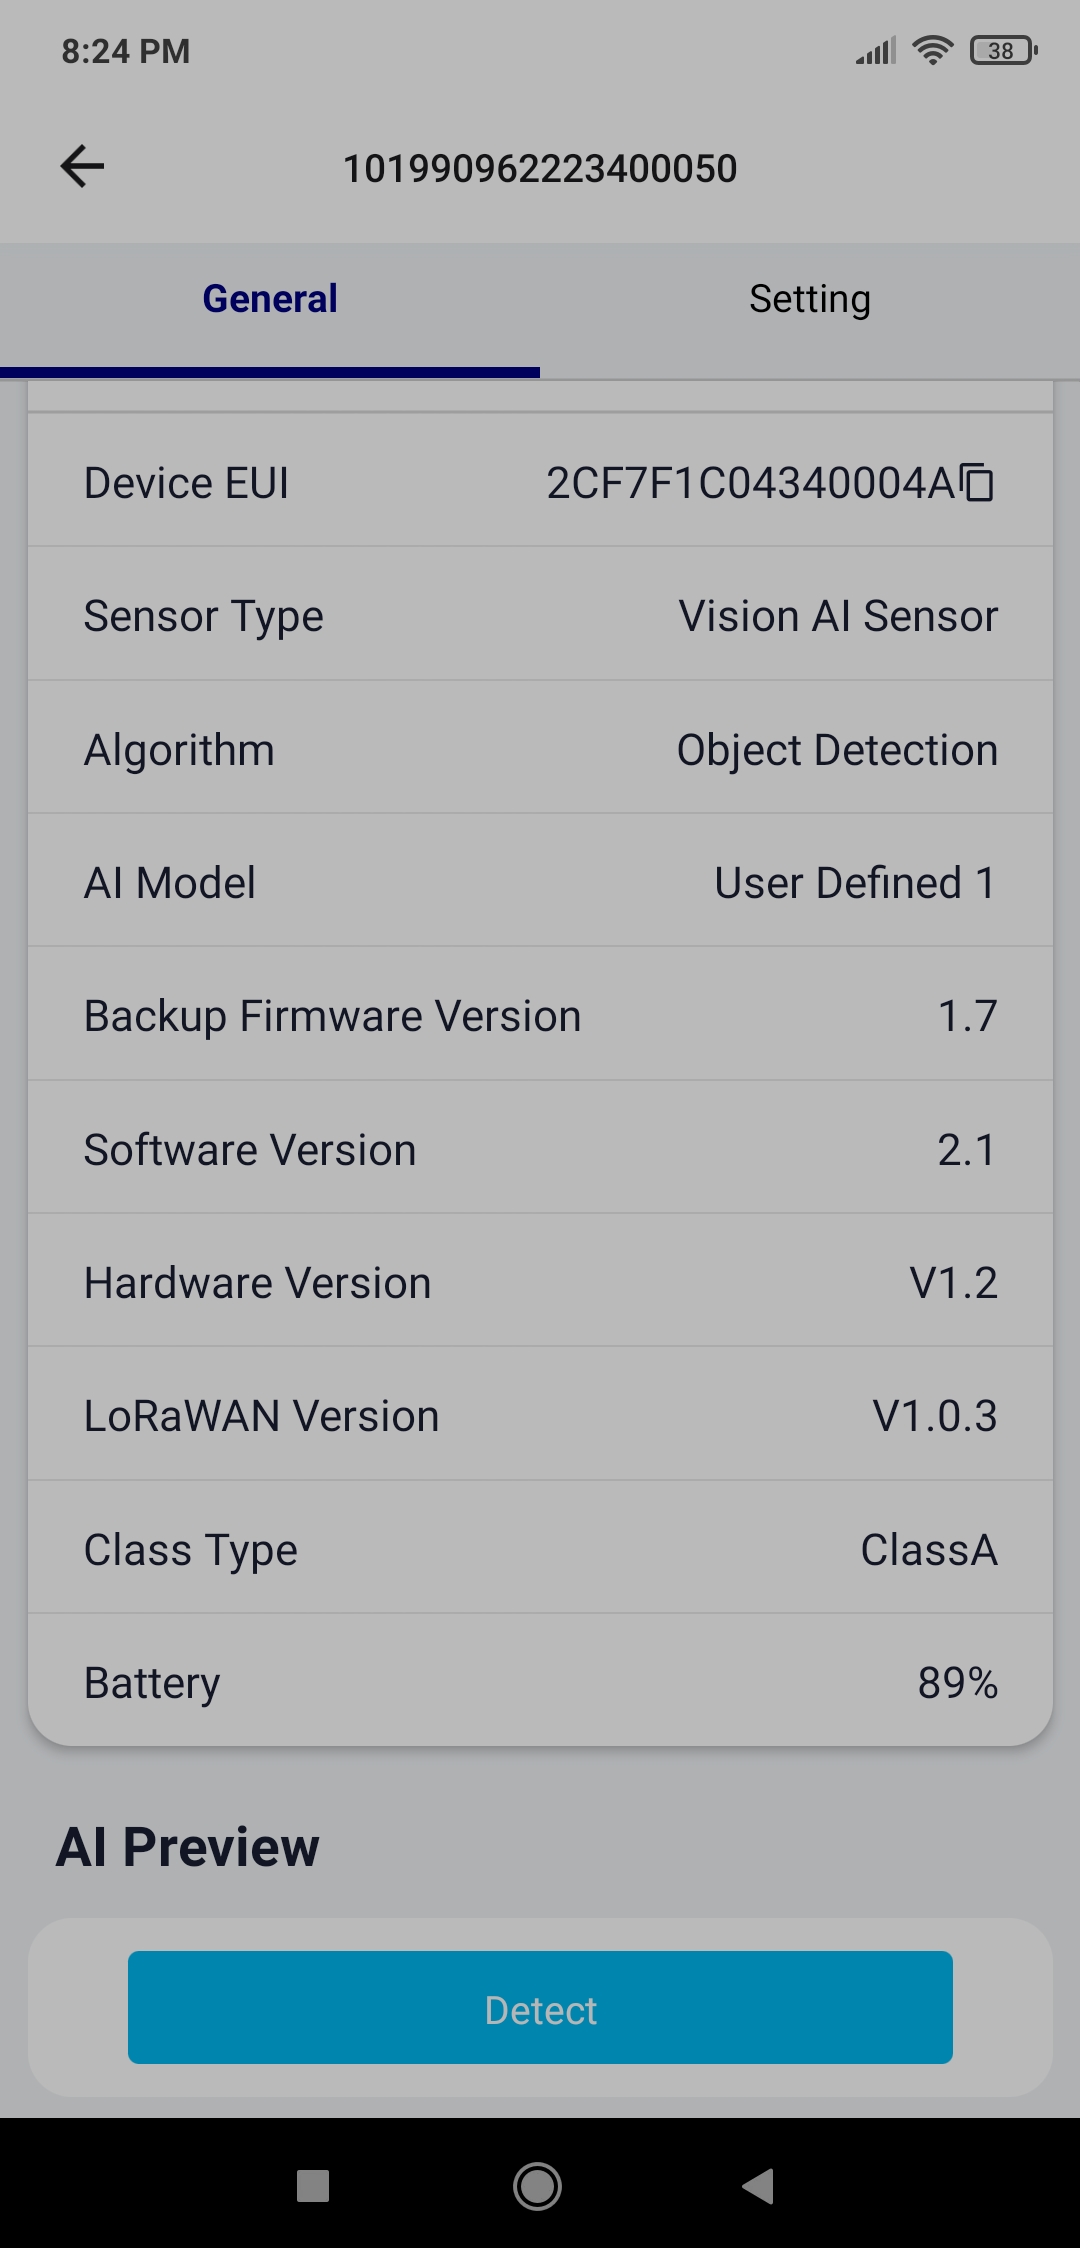 8:24 PM
38
101990962223400050
General
Setting
Device EUI 2CF7F1C04340004A
Sensor Type Vision AI Sensor
Algorithm Object Detection
AI Model User Defined 1
Backup Firmware Version 1.7
Software Version 2.1
Hardware Version V1.2
LoRaWAN Version V1.0.3
Class Type ClassA
Battery 89%
AI Preview
Detect